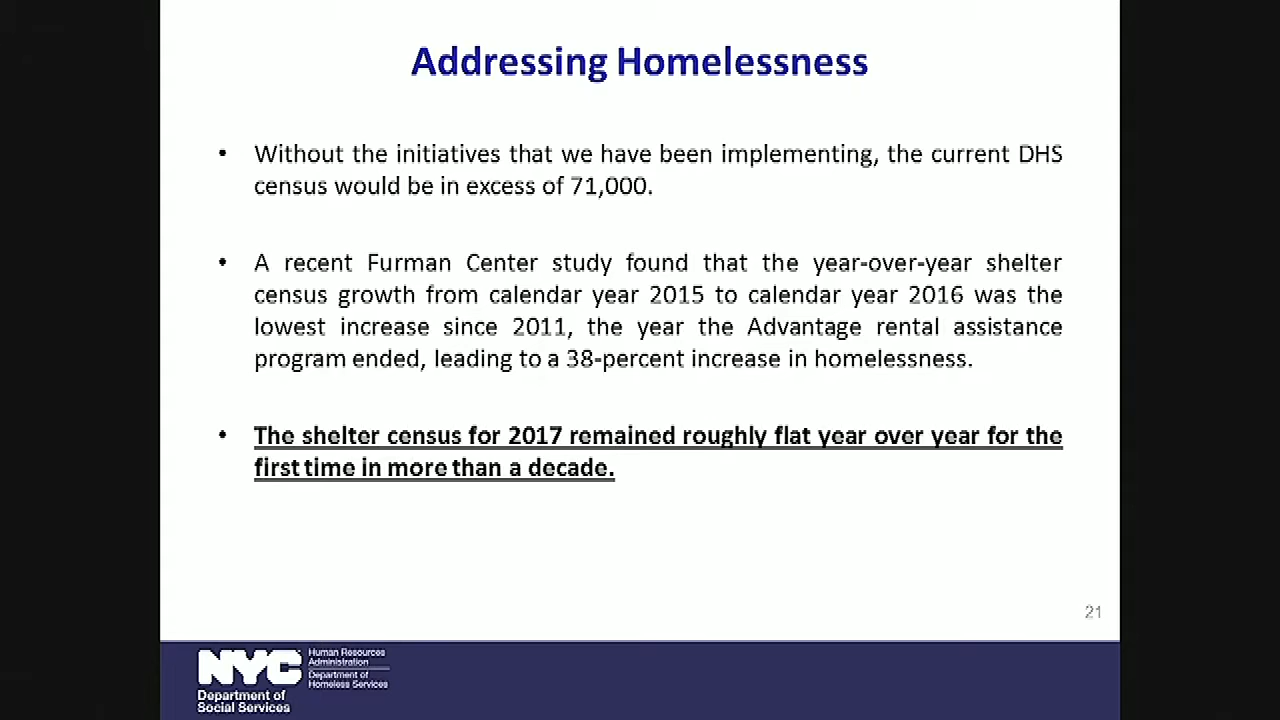 Addressing Homelessness
• Without the initiatives that we have been implementing, the current DHS
census would be in excess of 71,000.
• A recent Furman Center study found that the year-over-year shelter
census growth from calendar year 2015 to calendar year 2016 was the
lowest increase since 2011, the year the Advantage rental assistance
program ended, leading to a 38-percent increase in homelessness.
• The shelter census for 2017 remained roughly flat year over year for the
first time in more than a decade.
21
NYC
Human Resources
Administration
Department of
Homeless Services
Department of
Social Services